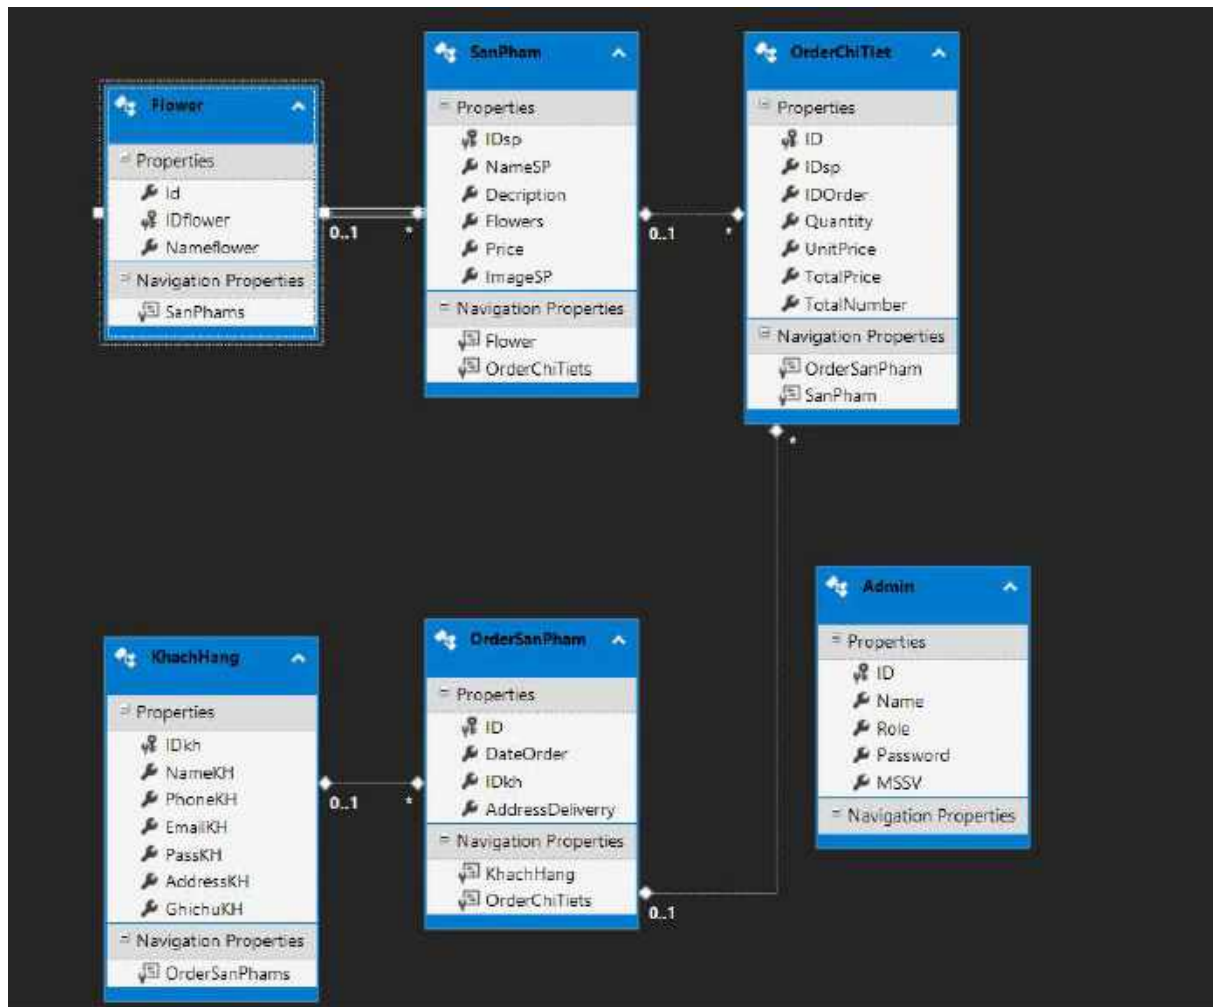 Flower
Properties
Id
IDflower
Nameflower
Navigation Properties
SanPhams
0..1
*
SanPham
Properties
IDsp
NameSP
Decription
Flowers
Price
ImageSP
Navigation Properties
Flower
OrderChiTiets
0..1
*
OrderChiTiet
Properties
ID
IDsp
IDOrder
Quantity
UnitPrice
TotalPrice
TotalNumber
Navigation Properties
OrderSanPham
SanPham
*
KhachHang
Properties
IDkh
NameKH
PhoneKH
EmailKH
PassKH
AddressKH
GhichuKH
Navigation Properties
OrderSanPhams
0..1
*
OrderSanPham
Properties
ID
DateOrder
IDkh
AddressDeliverry
Navigation Properties
KhachHang
OrderChiTiets
0..1
Admin
Properties
ID
Name
Role
Password
MSSV
Navigation Properties